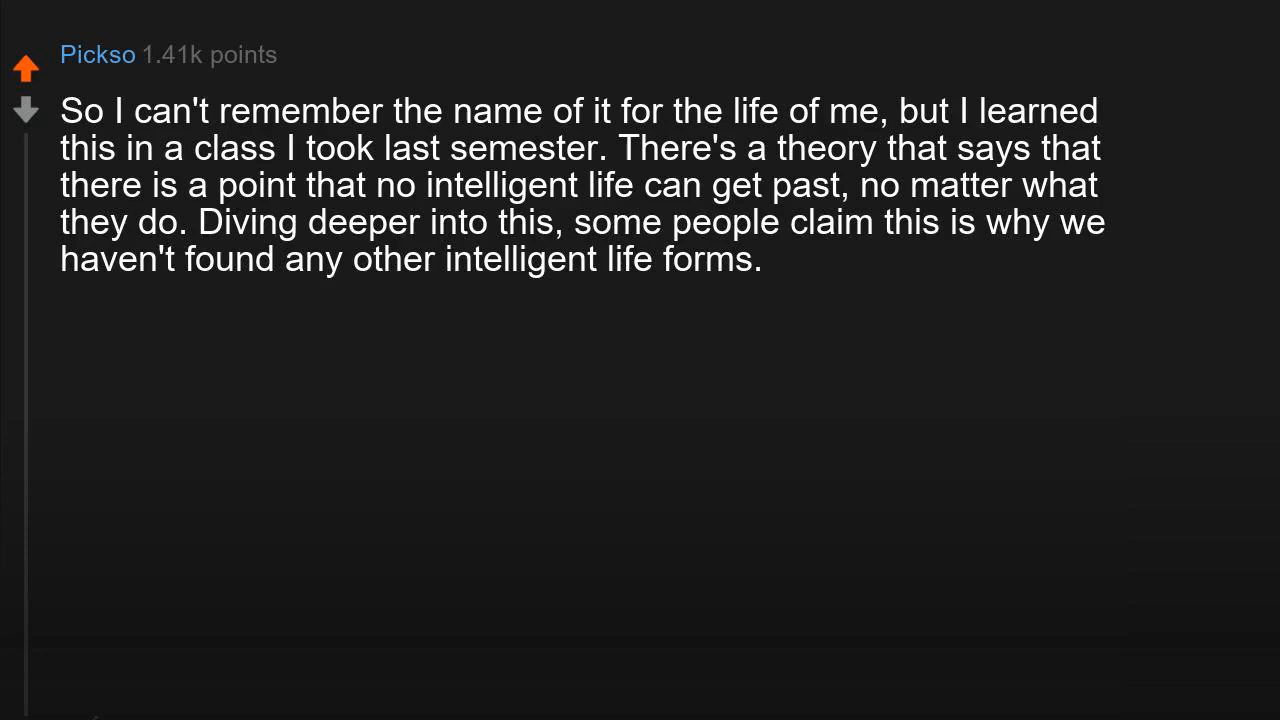 Pickso 1.41k points
So I can't remember the name of it for the life of me, but I learned
this in a class I took last semester. There's a theory that says that
there is a point that no intelligent life can get past, no matter what
they do. Diving deeper into this, some people claim this is why we
haven't found any other intelligent life forms.